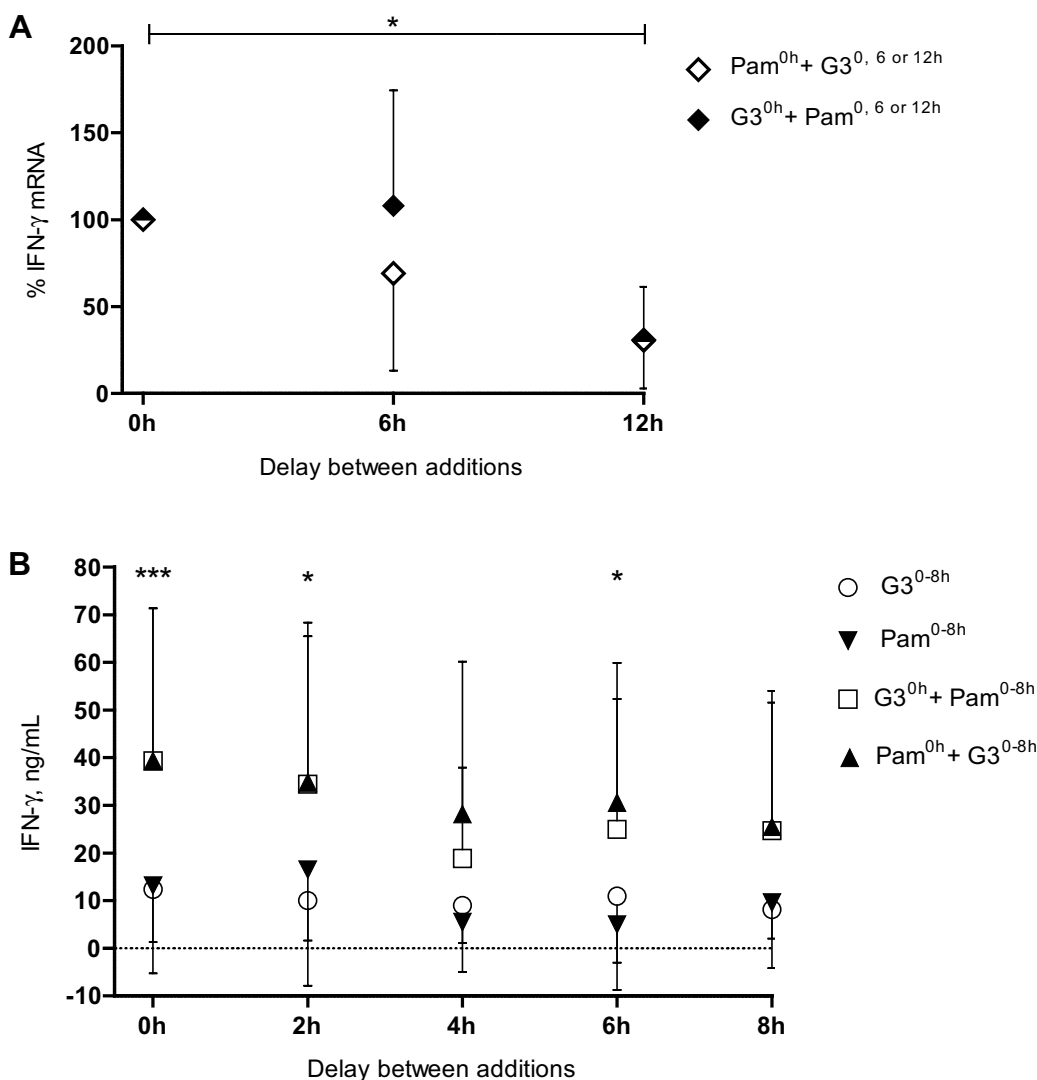 A
*
200
150
100
50
0
% IFN-γ mRNA
0h
6h
12h
Delay between additions
Pam0h+ G30, 6 or 12h
G30h+ Pam0, 6 or 12h
B
***
*
*
80
70
60
50
40
30
20
10
0
-10
IFN-γ, ng/mL
0h
2h
4h
6h
8h
Delay between additions
G30-8h
Pam0-8h
G30h+ Pam0-8h
Pam0h+ G30-8h